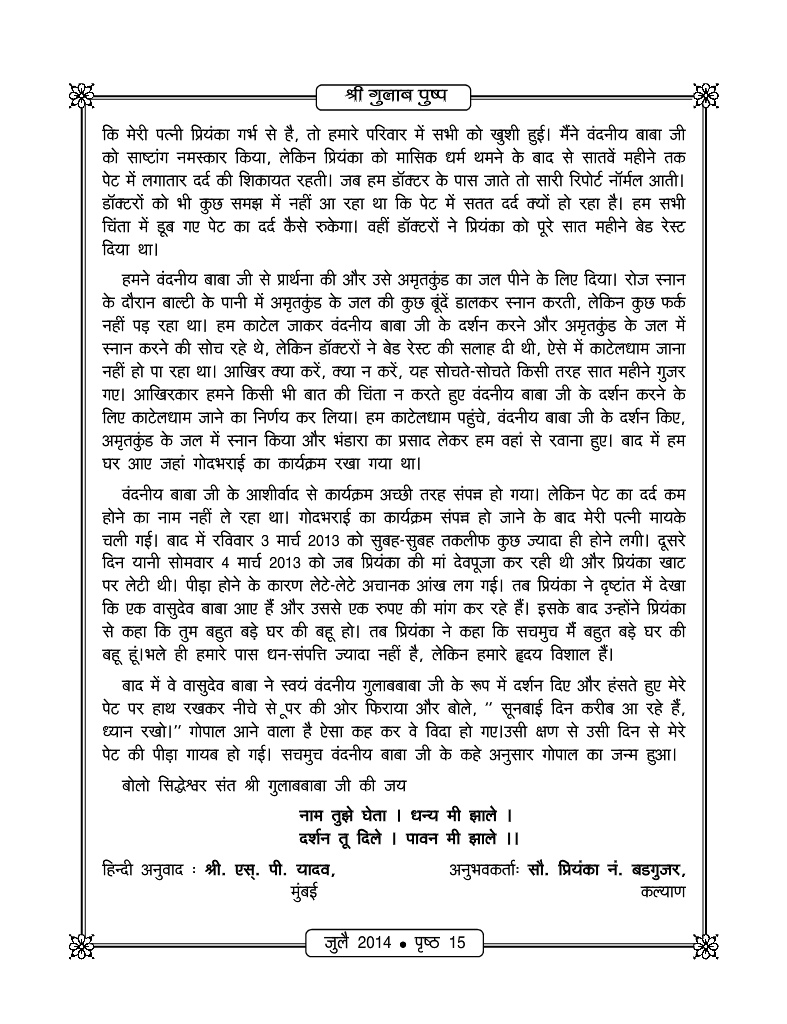 श्री गुलाब पुष्प
कि मेरी पत्नी प्रियंका गर्भ से है, तो हमारे परिवार में सभी को खुशी हुई। मैंने वंदनीय बाबा जी
को साष्टांग नमस्कार किया, लेकिन प्रियंका को मासिक धर्म थमने के बाद से सातवें महीने तक
पेट में लगातार दर्द की शिकायत रहती। जब हम डॉक्टर के पास जाते तो सारी रिपोर्ट नॉर्मल आती।
डॉक्टरों को भी कुछ समझ में नहीं आ रहा था कि पेट में सतत दर्द क्यों हो रहा है। हम सभी
चिंता में डूब गए पेट का दर्द कैसे रुकेगा। वहीं डॉक्टरों ने प्रियंका को पूरे सात महीने बेड रेस्ट
दिया था।
हमने वंदनीय बाबा जी से प्रार्थना की और उसे अमृतकुंड का जल पीने के लिए दिया। रोज स्नान
के दौरान बाल्टी के पानी में अमृतकुंड के जल की कुछ बूंदें डालकर स्नान करती, लेकिन कुछ फर्क
नहीं पड़ रहा था। हम काटेल जाकर वंदनीय बाबा जी के दर्शन करने और अमृतकुंड के जल में
स्नान करने की सोच रहे थे, लेकिन डॉक्टरों ने बेड रेस्ट की सलाह दी थी, ऐसे में काटेलधाम जाना
नहीं हो पा रहा था। आखिर क्या करें, क्या न करें, यह सोचते-सोचते किसी तरह सात महीने गुजर
गए। आखिरकार हमने किसी भी बात की चिंता न करते हुए वंदनीय बाबा जी के दर्शन करने के
लिए काटेलधाम जाने का निर्णय कर लिया। हम काटेलधाम पहुंचे, वंदनीय बाबा जी के दर्शन किए,
अमृतकुंड के जल में स्नान किया और भंडारा का प्रसाद लेकर हम वहां से रवाना हुए। बाद में हम
घर आए जहां गोदभराई का कार्यक्रम रखा गया था।
वंदनीय बाबा जी के आशीर्वाद से कार्यक्रम अच्छी तरह संपन्न हो गया। लेकिन पेट का दर्द कम
होने का नाम नहीं ले रहा था। गोदभराई का कार्यक्रम संपन्न हो जाने के बाद मेरी पत्नी मायके
चली गई। बाद में रविवार 3 मार्च 2013 को सुबह-सुबह तकलीफ कुछ ज्यादा ही होने लगी। दूसरे
दिन यानी सोमवार 4 मार्च 2013 को जब प्रियंका की मां देवपूजा कर रही थी और प्रियंका खाट
पर लेटी थी। पीड़ा होने के कारण लेटे-लेटे अचानक आंख लग गई। तब प्रियंका ने दृष्टांत में देखा
कि एक वासुदेव बाबा आए हैं और उससे एक रुपए की मांग कर रहे हैं। इसके बाद उन्होंने प्रियंका
से कहा कि तुम बहुत बड़े घर की बहू हो। तब प्रियंका ने कहा कि सचमुच मैं बहुत बड़े घर की
बहू हूं।भले ही हमारे पास धन-संपत्ति ज्यादा नहीं है, लेकिन हमारे हृदय विशाल हैं।
बाद में वे वासुदेव बाबा ने स्वयं वंदनीय गुलाबबाबा जी के रूप में दर्शन दिए और हंसते हुए मेरे
पेट पर हाथ रखकर नीचे से ूपर की ओर फिराया और बोले, ‘‘ सूनबाई दिन करीब आ रहे हैं,
ध्यान रखो।’’ गोपाल आने वाला है ऐसा कह कर वे विदा हो गए।उसी क्षण से उसी दिन से मेरे
पेट की पीड़ा गायब हो गई। सचमुच वंदनीय बाबा जी के कहे अनुसार गोपाल का जन्म हुआ।
बोलो सिद्धेश्वर संत श्री गुलाबबाबा जी की जय
नाम तुझे घेता । धन्य मी झाले ।
दर्शन तू दिले । पावन मी झाले ।।
हिन्दी अनुवाद : श्री. एस्. पी. यादव, अनुभवकर्ताः सौ. प्रियंका नं. बडगुजर,
मुंबई कल्याण
जुलै 2014 ● पृष्ठ 15